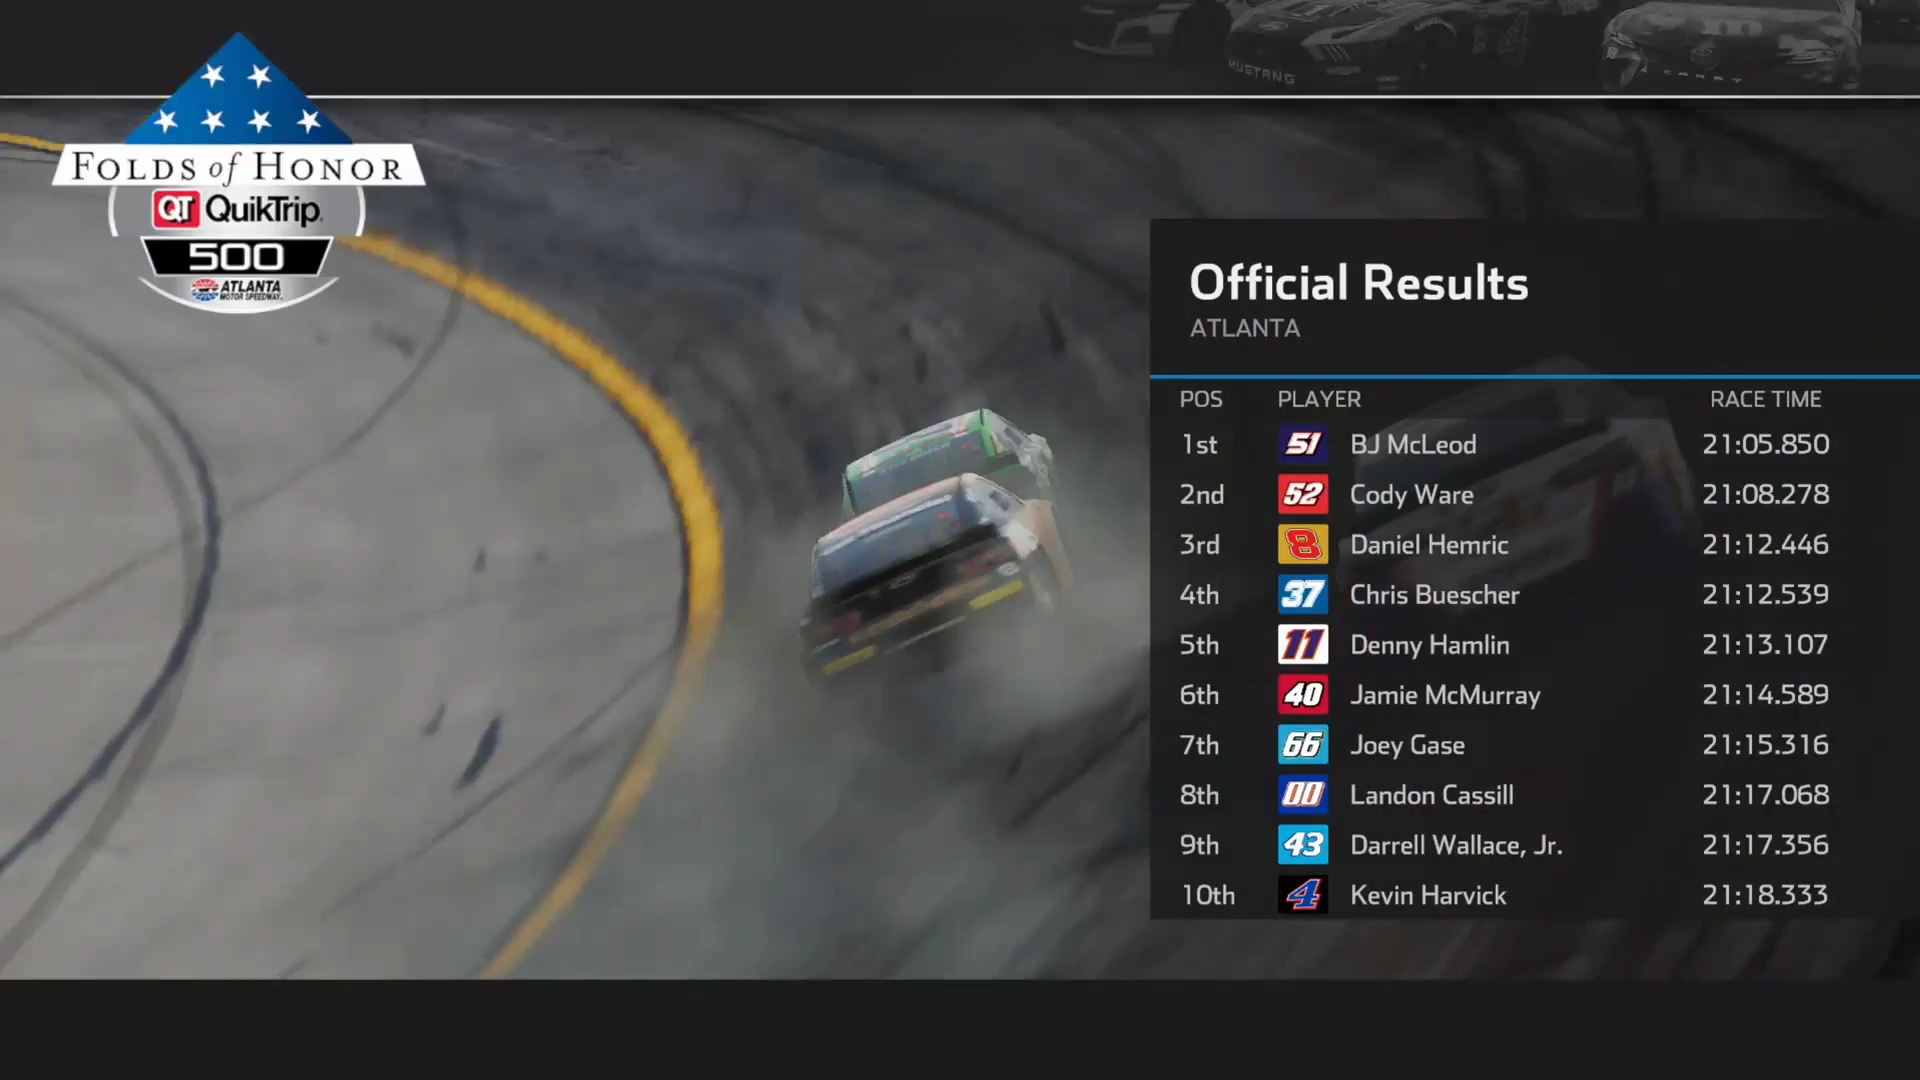 MUSTANG
FOLDS of HONOR
QT QuikTrip
500
ATLANTA
MOTOR SPEEDWAY
Official Results
ATLANTA
POS PLAYER RACE TIME
1st 51 BJ McLeod 21:05.850
2nd 52 Cody Ware 21:08.278
3rd 8 Daniel Hemric 21:12.446
4th 37 Chris Buescher 21:12.539
5th 11 Denny Hamlin 21:13.107
6th 40 Jamie McMurray 21:14.589
7th 66 Joey Gase 21:15.316
8th 00 Landon Cassill 21:17.068
9th 43 Darrell Wallace, Jr. 21:17.356
10th 4 Kevin Harvick 21:18.333